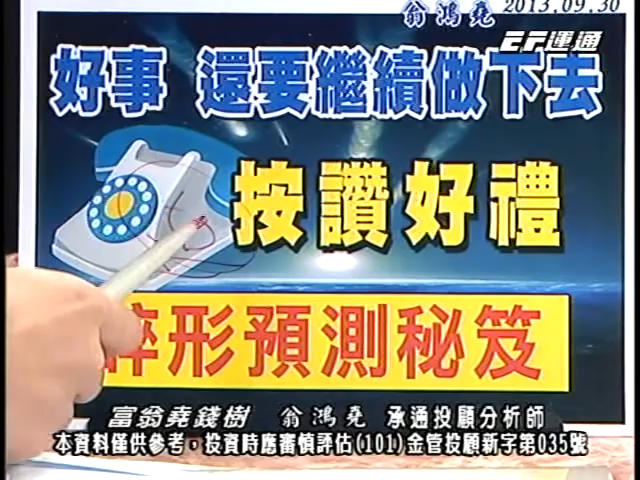 翁鴻堯 2013.09.30
EF運通
好事 還要繼續做下去
按讚好禮
形預測秘笈
富翁堯錢樹 翁鴻堯 承通投顧分析師
本資料僅供參考，投資時應審慎評估(101)金管投顧新字第035號